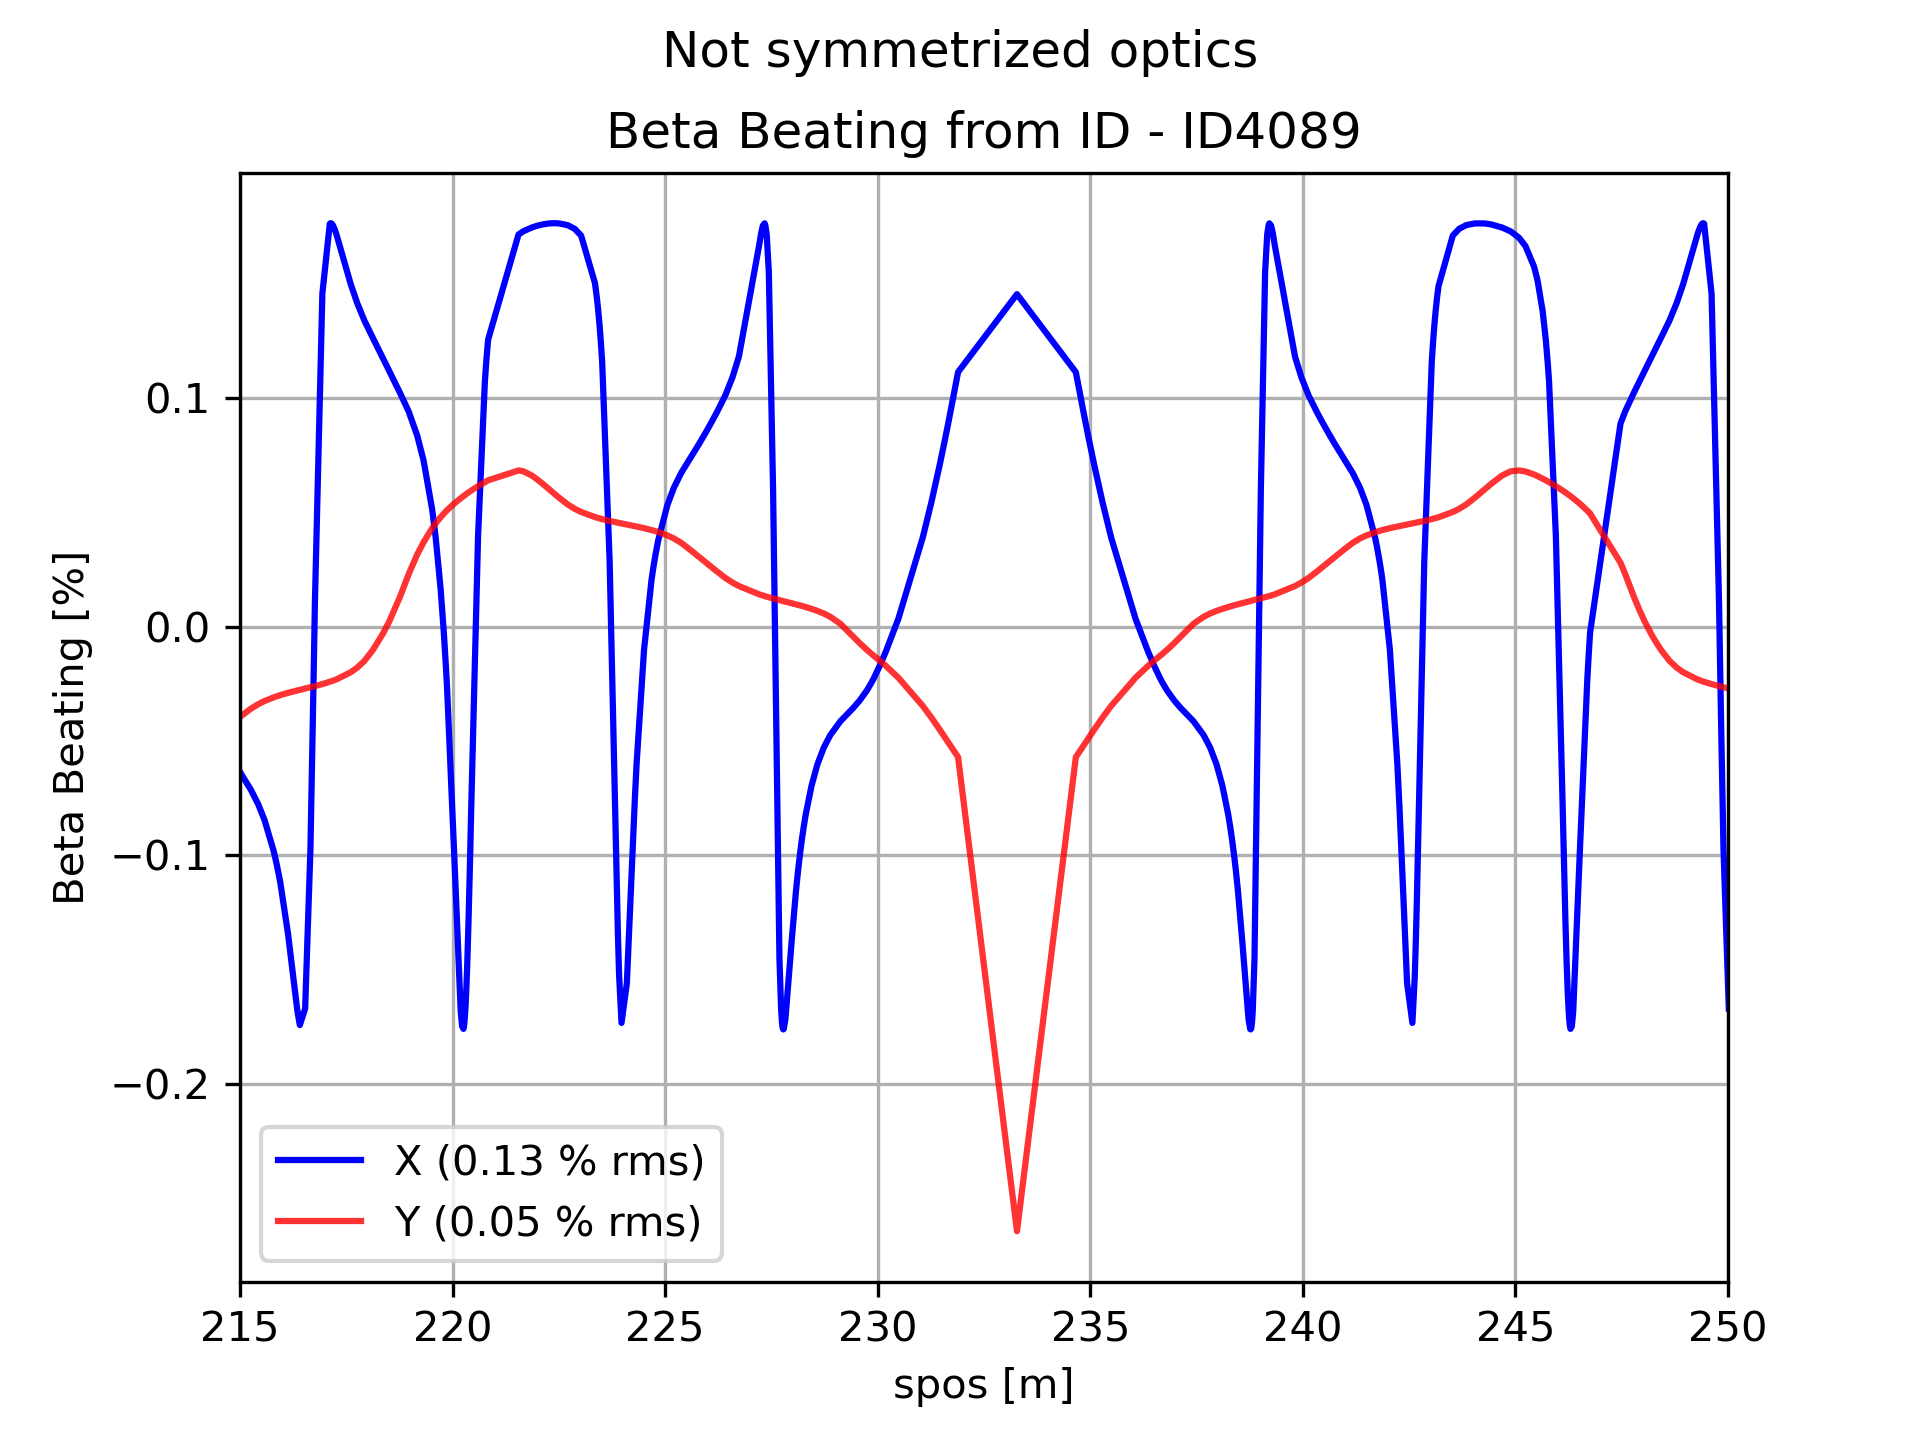 Not symmetrized optics
Beta Beating from ID - ID4089
Beta Beating [%]
0.1
0.0
−0.1
−0.2
X (0.13 % rms)
Y (0.05 % rms)
215 220 225 230 235 240 245 250
spos [m]